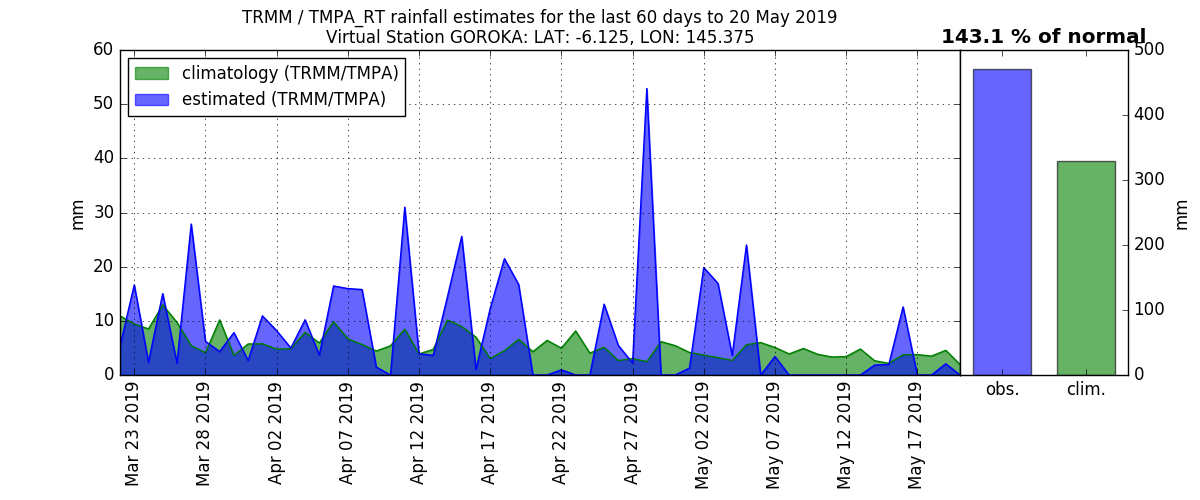 TRMM / TMPA_RT rainfall estimates for the last 60 days to 20 May 2019
Virtual Station GOROKA: LAT: -6.125, LON: 145.375
143.1 % of normal
climatology (TRMM/TMPA)
estimated (TRMM/TMPA)
60
50
40
30
20
10
0
mm
Mar 23 2019
Mar 28 2019
Apr 02 2019
Apr 07 2019
Apr 12 2019
Apr 17 2019
Apr 22 2019
Apr 27 2019
May 02 2019
May 07 2019
May 12 2019
May 17 2019
500
400
300
200
100
0
mm
obs.
clim.